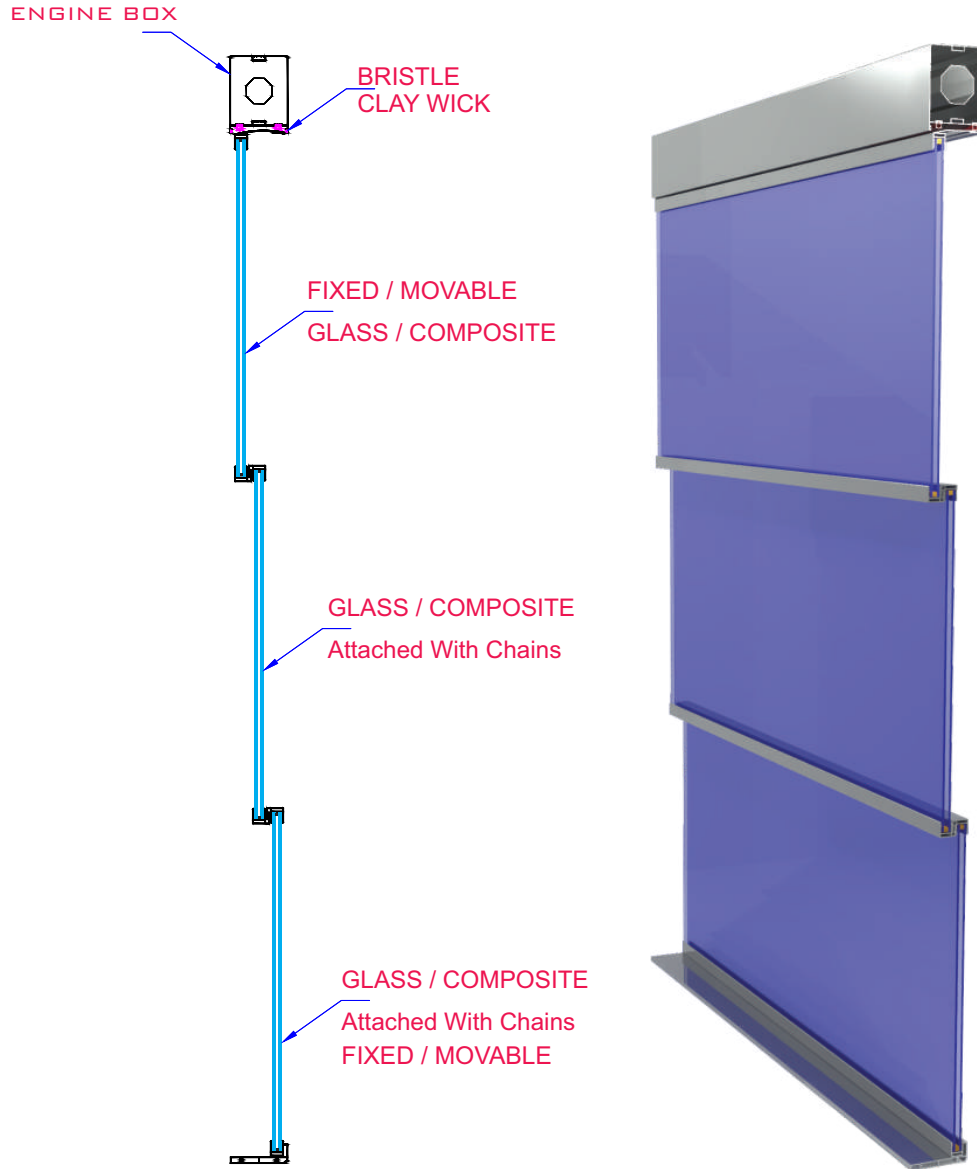 ENGINE BOX
BRISTLE
CLAY WICK
FIXED / MOVABLE
GLASS / COMPOSITE
GLASS / COMPOSITE
Attached With Chains
GLASS / COMPOSITE
Attached With Chains
FIXED / MOVABLE